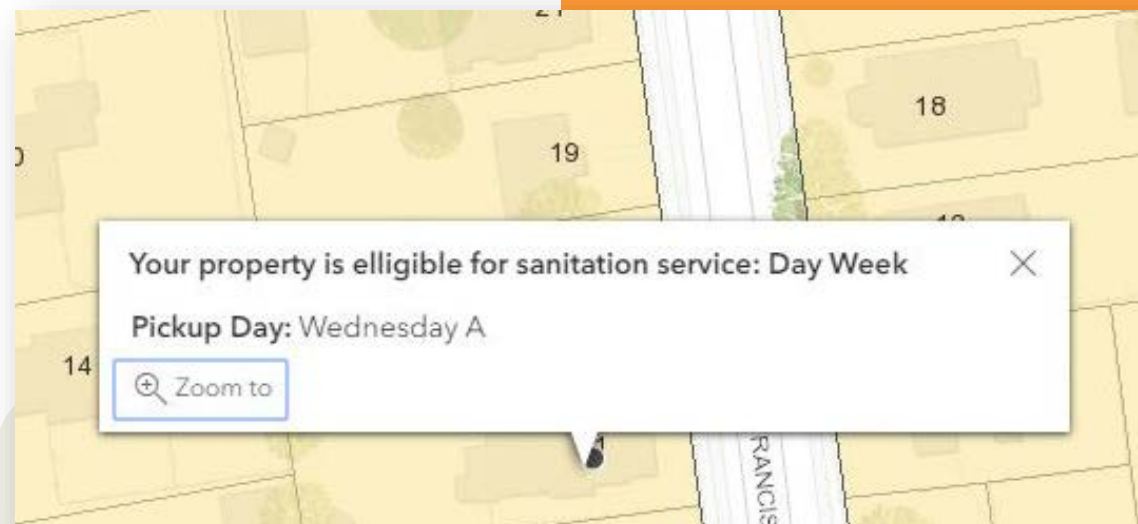 19
18
Your property is elligible for sanitation service: Day Week
Pickup Day: Wednesday A
14
Zoom to